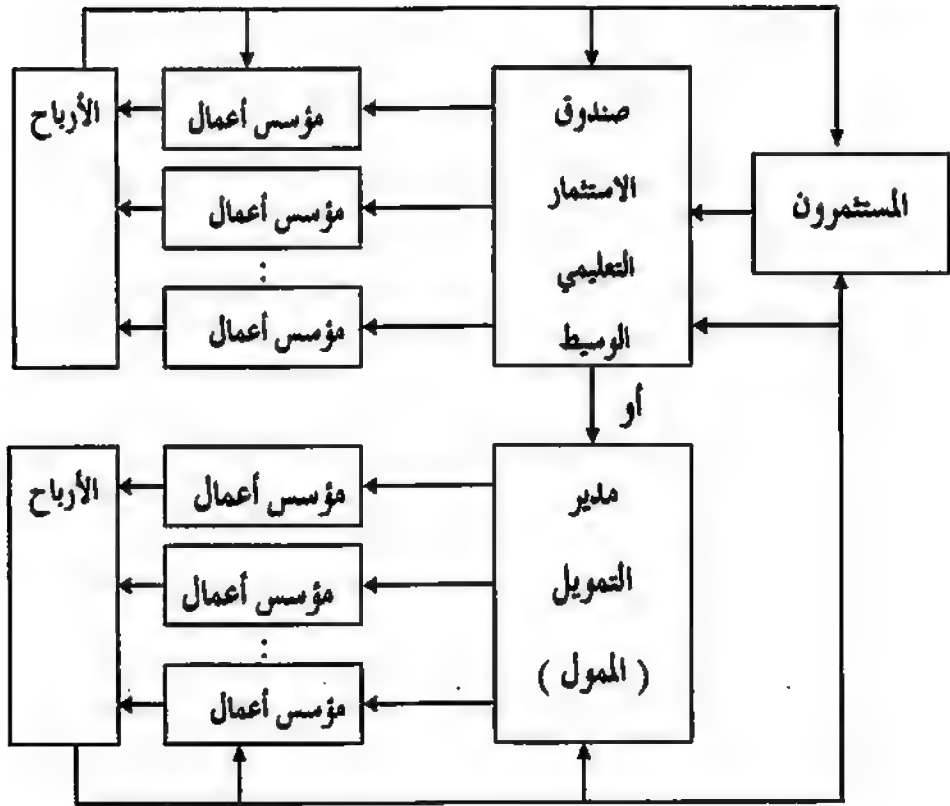 المستثمرون
صندوق
الاستثمار
التعليمي
الوسيط
مؤسس أعمال
مؤسس أعمال
:
مؤسس أعمال
الأرباح
أو
مدير
التمويل
( الممول )
مؤسس أعمال
مؤسس أعمال
:
مؤسس أعمال
الأرباح